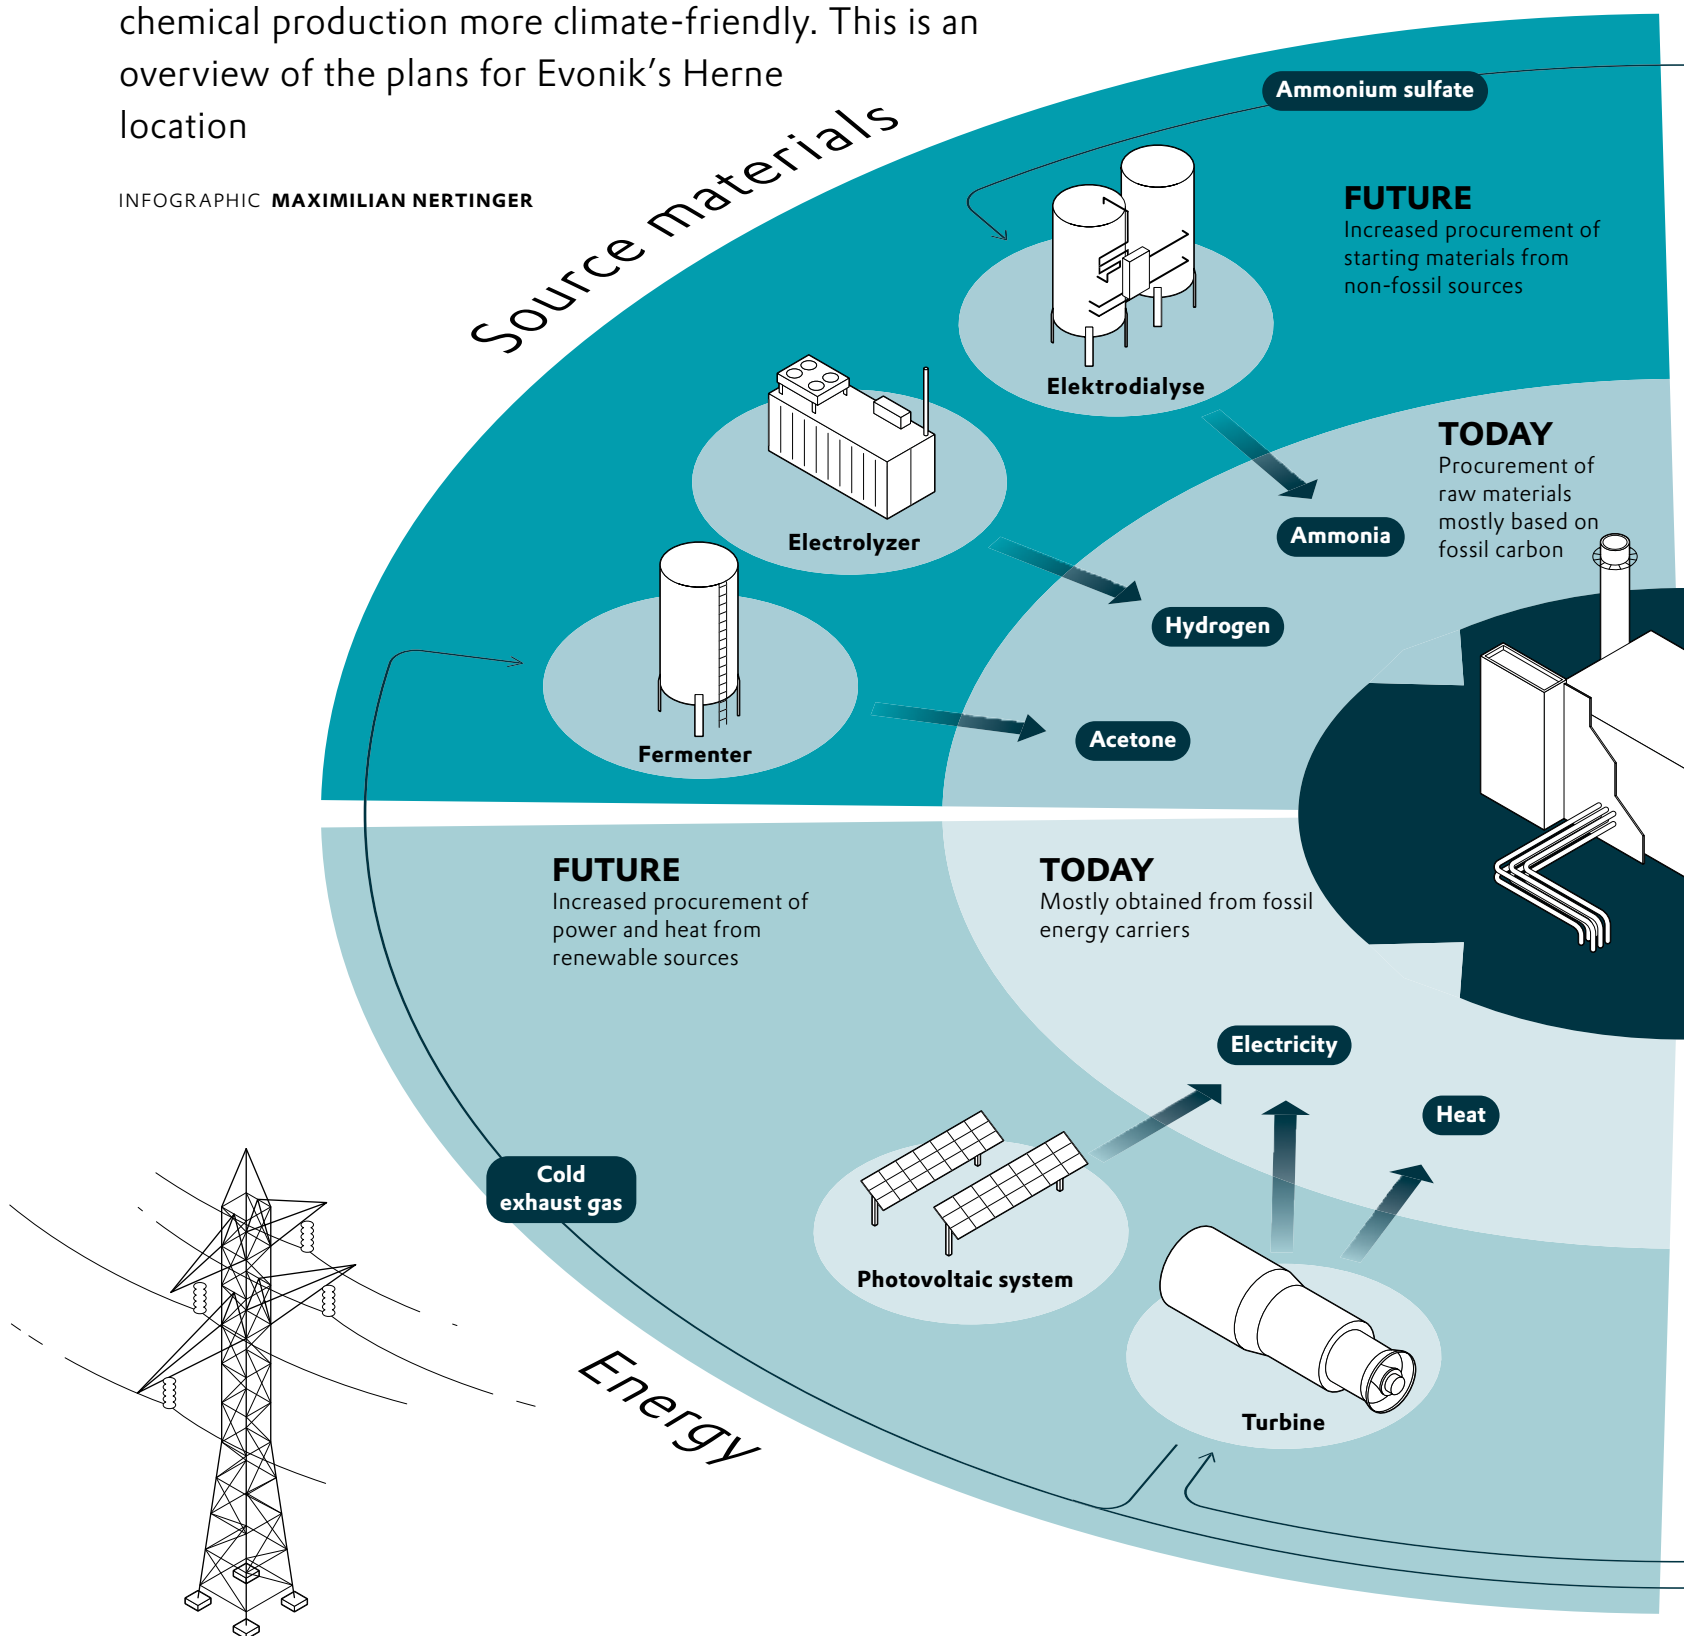 chemical production more climate-friendly. This is an
overview of the plans for Evonik’s Herne
location
INFOGRAPHIC MAXIMILIAN NERTINGER
Source materials
Ammonium sulfate
FUTURE
Increased procurement of
starting materials from
non-fossil sources
Elektrodialyse
TODAY
Procurement of
raw materials
mostly based on
fossil carbon
Ammonia
Electrolyzer
Hydrogen
Fermenter
Acetone
FUTURE
Increased procurement of
power and heat from
renewable sources
TODAY
Mostly obtained from fossil
energy carriers
Electricity
Heat
Cold
exhaust gas
Photovoltaic system
Turbine
Energy